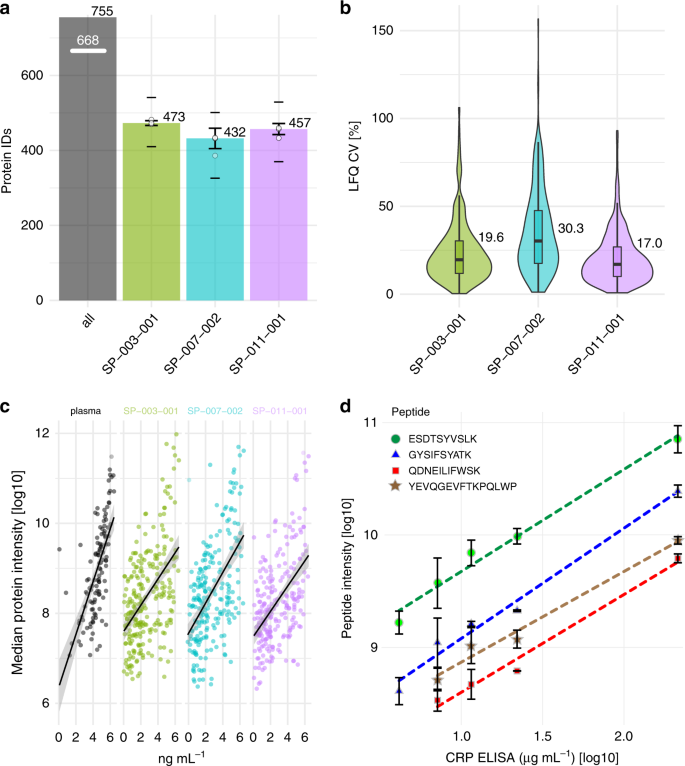 a
755
668
473
432
457
600
400
200
0
Protein IDs
all
SP-003-001
SP-007-002
SP-011-001
b
150
100
50
0
LFQ CV [%]
19.6
30.3
17.0
SP-003-001
SP-007-002
SP-011-001
c
plasma SP-003-001 SP-007-002 SP-011-001
12
10
8
6
Median protein intensity [log10]
0 2 4 6 0 2 4 6 0 2 4 6 0 2 4 6
ng mL−1
d
Peptide
ESDTSYVSLK
GYSIFSYATK
QDNEILIFWSK
YEVQGEVFTKPQLWP
11
10
9
Peptide intensity [log10]
1.0 1.5 2.0
CRP ELISA (μg mL−1) [log10]